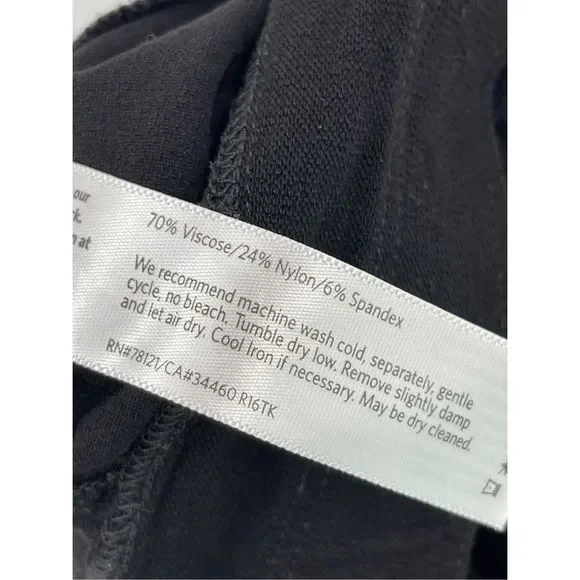 our
k.
n at
70% Viscose/24% Nylon/6% Spandex
We recommend machine wash cold, separately, gentle
cycle, no bleach. Tumble dry low. Remove slightly damp
and let air dry. Cool Iron if necessary. May be dry cleaned.
RN#78121/CA#34460 R16TK